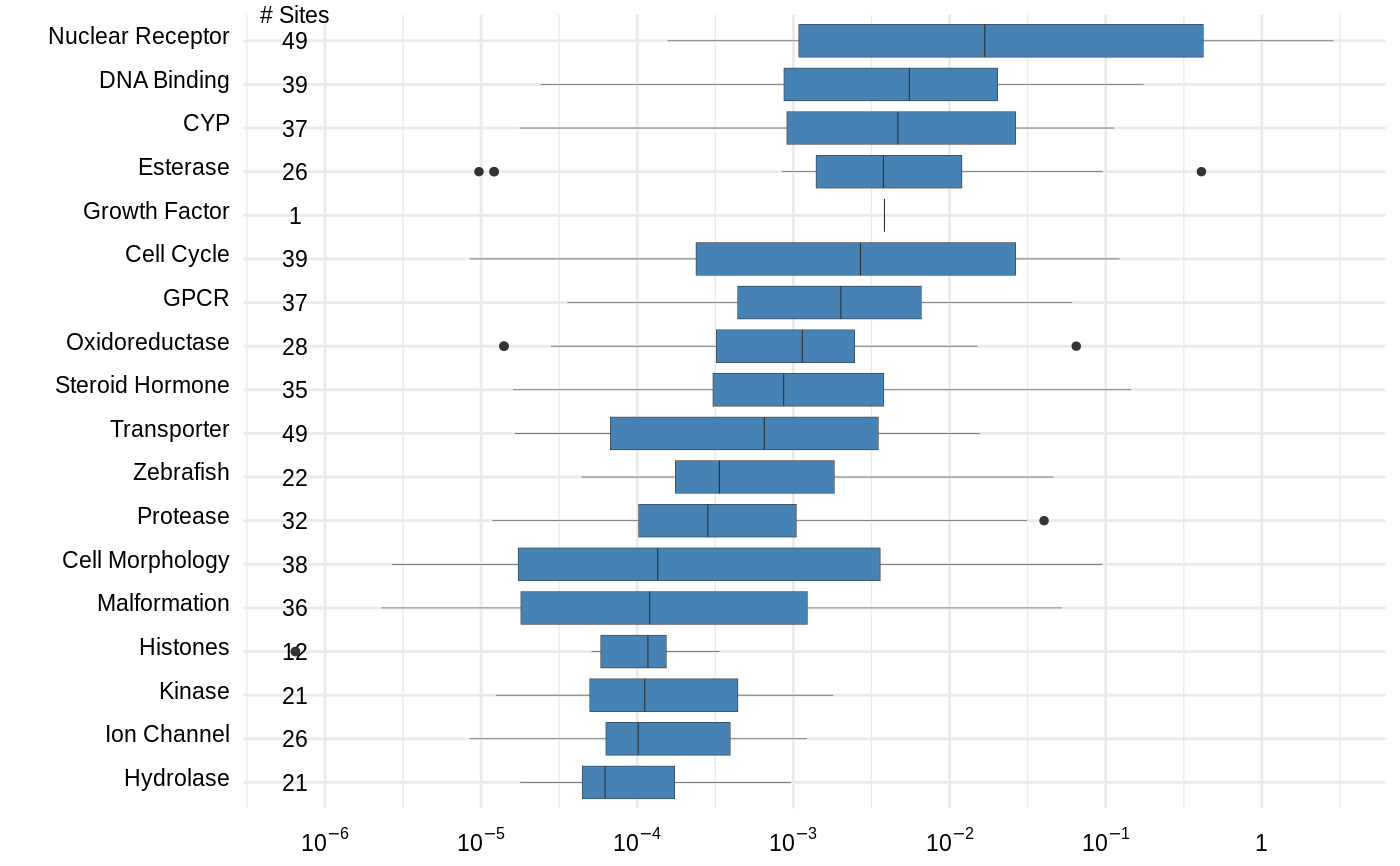 # Sites
Nuclear Receptor 49
DNA Binding 39
CYP 37
Esterase 26
Growth Factor 1
Cell Cycle 39
GPCR 37
Oxidoreductase 28
Steroid Hormone 35
Transporter 49
Zebrafish 22
Protease 32
Cell Morphology 38
Malformation 36
Histones 12
Kinase 21
Ion Channel 26
Hydrolase 21
10⁻⁶ 10⁻⁵ 10⁻⁴ 10⁻³ 10⁻² 10⁻¹ 1